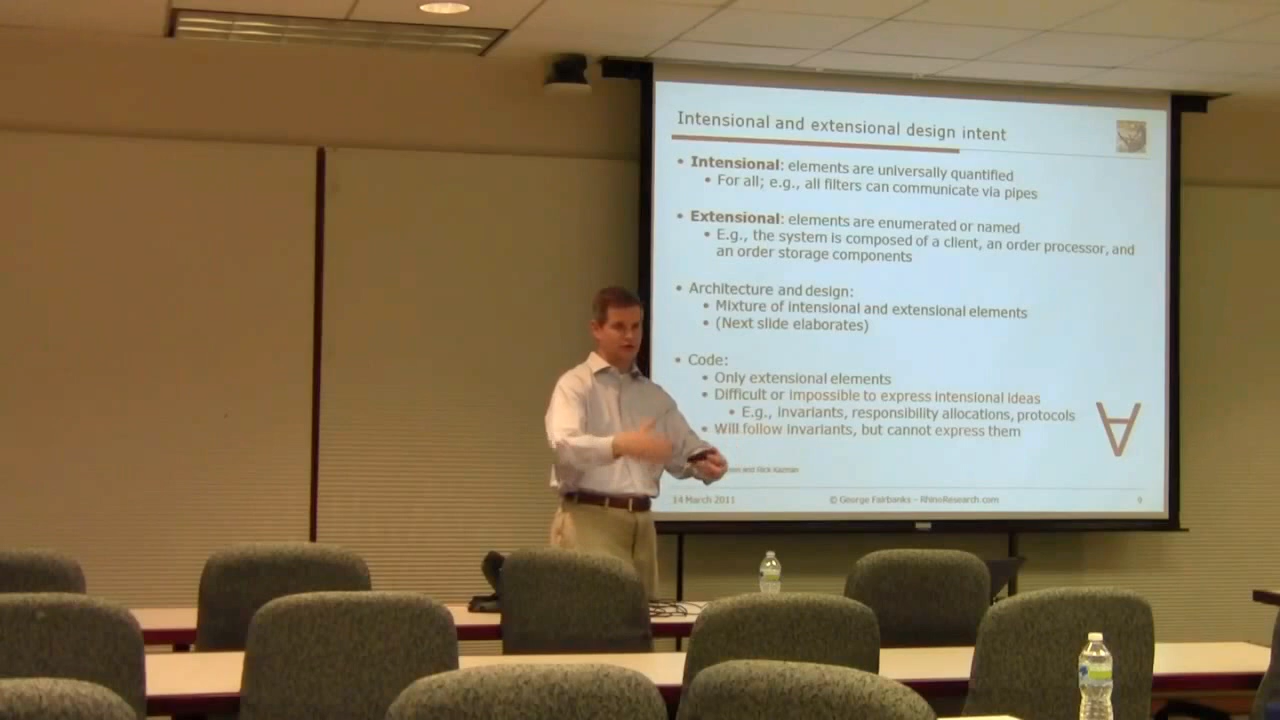 Intensional and extensional design intent
• Intensional: elements are universally quantified
• For all; e.g., all filters can communicate via pipes
• Extensional: elements are enumerated or named
• E.g., the system is composed of a client, an order processor, and
an order storage components
• Architecture and design:
• Mixture of intensional and extensional elements
• (Next slide elaborates)
• Code:
• Only extensional elements
• Difficult or impossible to express intensional ideas
• E.g., invariants, responsibility allocations, protocols
• Will follow invariants, but cannot express them
∀
and Rick Kazman
14 March 2011
© George Fairbanks – RhinoResearch.com
9